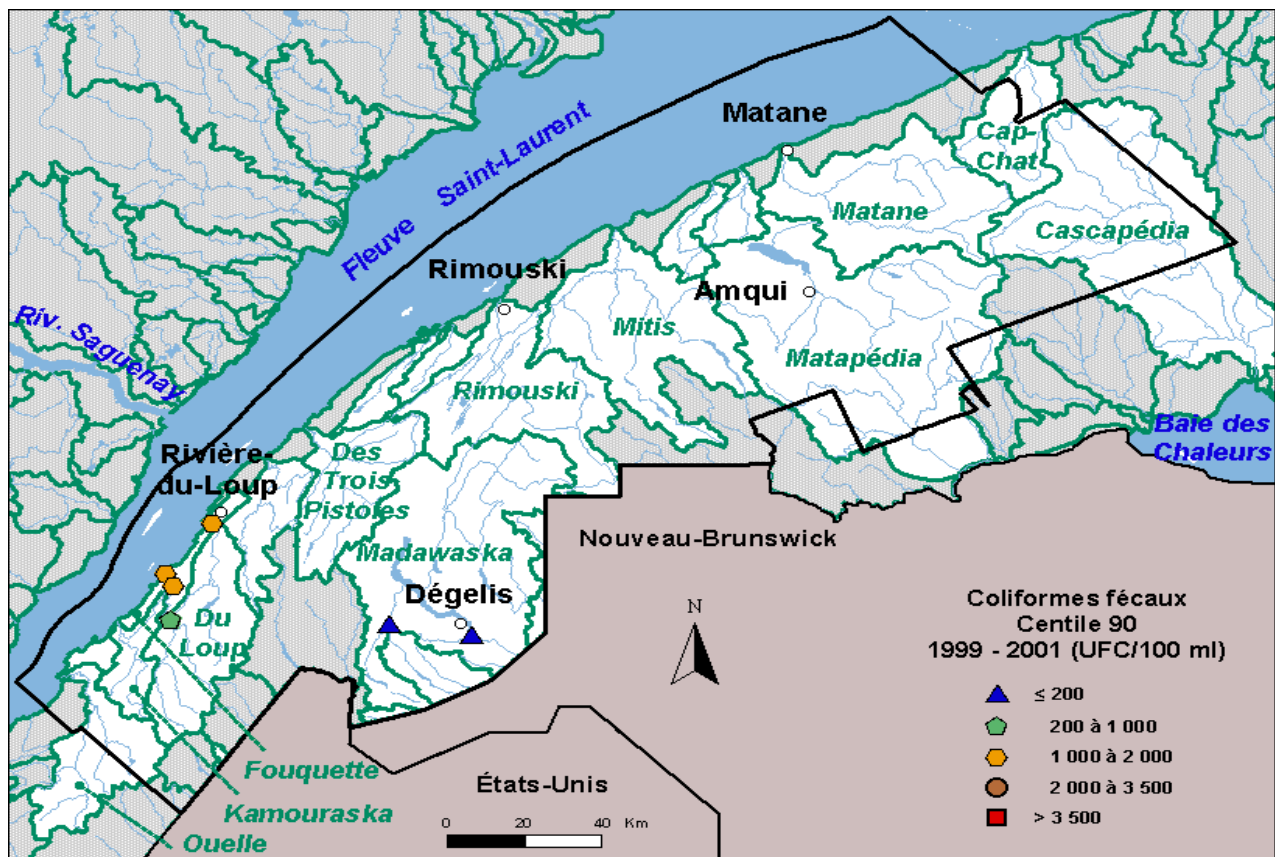 Matane
Cap-
Chat
Fleuve Saint-Laurent
Matane
Cascapédia
Rimouski
Amqui
Mitis
Riv. Saguenay
Matapédia
Rimouski
Baie des
Chaleurs
Rivière-
du-Loup
Des
Trois-
Pistoles
Nouveau-Brunswick
Madawaska
Dégelis
Du
Loup
N
Coliformes fécaux
Centile 90
1999 - 2001 (UFC/100 ml)
≤ 200
200 à 1 000
1 000 à 2 000
2 000 à 3 500
> 3 500
Fouquette
Kamouraska
Ouelle
États-Unis
0 20 40 Km